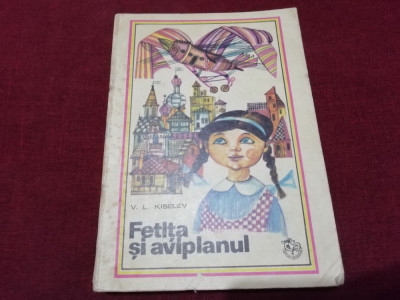 V. L. KISELEV
Fetița
și aviplanul